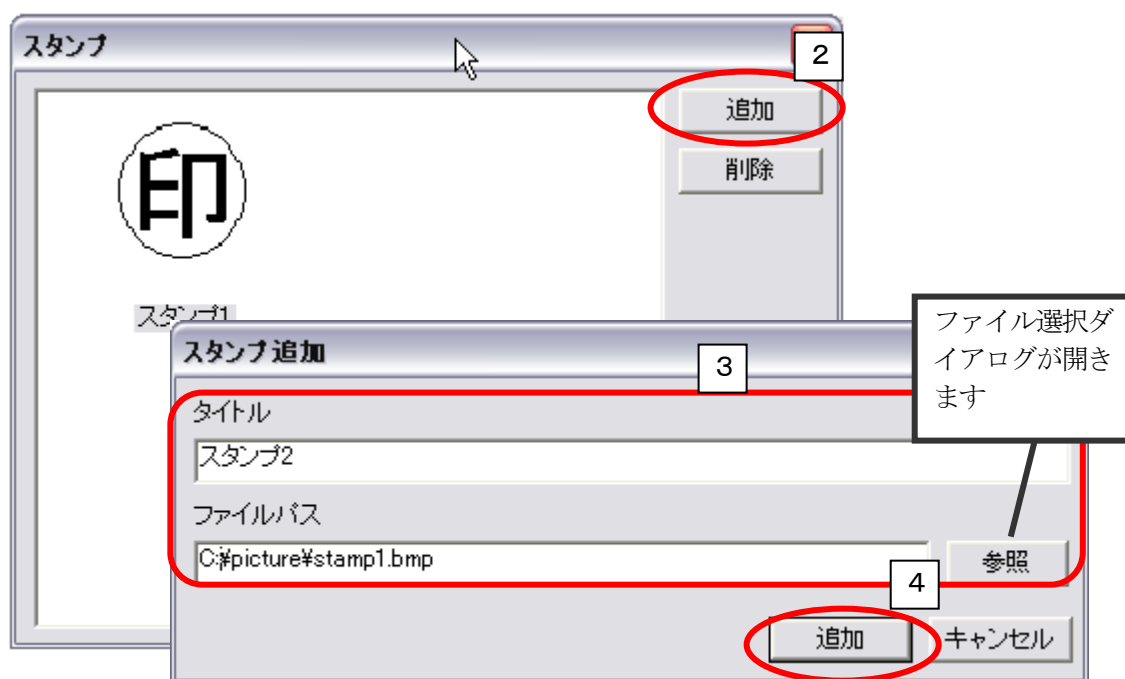 スタンプ
2
追加
印
削除
スタンプ1
ファイル選択ダ
イアログが開き
ます
スタンプ追加
3
タイトル
スタンプ2
ファイルパス
C:¥picture¥stamp1.bmp
参照
4
追加
キャンセル